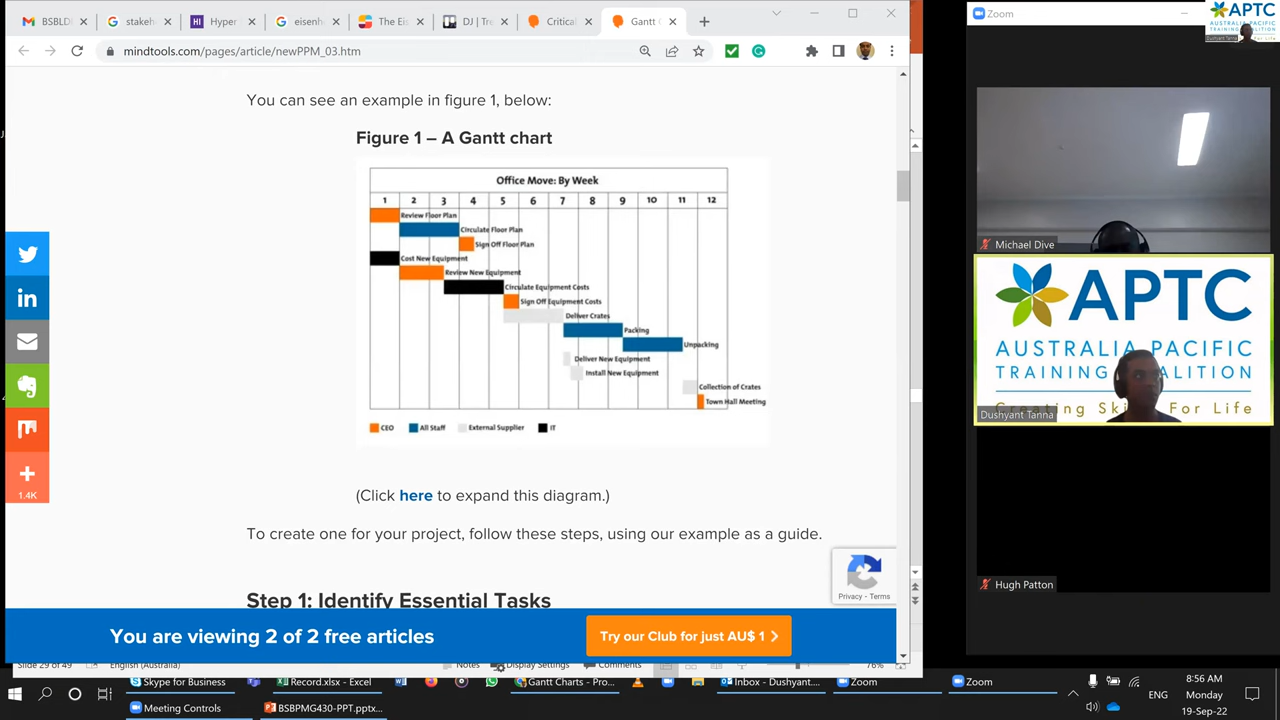 BSBLD
stakeh
HI
Hyper
The Eis
DJ | Tre
Critica
Gantt C
mindtools.com/pages/article/newPPM_03.htm
You can see an example in figure 1, below:
Figure 1 – A Gantt chart
Office Move: By Week
1 2 3 4 5 6 7 8 9 10 11 12
Review Floor Plan
Circulate Floor Plan
Sign Off Floor Plan
Cost New Equipment
Review New Equipment
Circulate Equipment Costs
Sign Off Equipment Costs
Deliver Crates
Packing
Unpacking
Deliver New Equipment
Install New Equipment
Collection of Crates
Town Hall Meeting
CEO All Staff External Supplier IT
(Click here to expand this diagram.)
To create one for your project, follow these steps, using our example as a guide.
Step 1: Identify Essential Tasks
1.4K
Privacy - Terms
You are viewing 2 of 2 free articles
Try our Club for just AU$ 1
Slide 29 of 49 English (Australia) Notes Display Settings Comments 76%
Skype for Business
Record.xlsx - Excel
Gantt Charts - Pro...
Inbox - Dushyant...
Zoom
Zoom
Meeting Controls
BSBPMG430-PPT.pptx...
ENG
8:56 AM
Monday
19-Sep-22
Zoom
APTC
AUSTRALIA PACIFIC
Michael Dive
APTC
AUSTRALIA PACIFIC
TRAINING COALITION
Creating Ski For Life
Dushyant Tanna
Hugh Patton